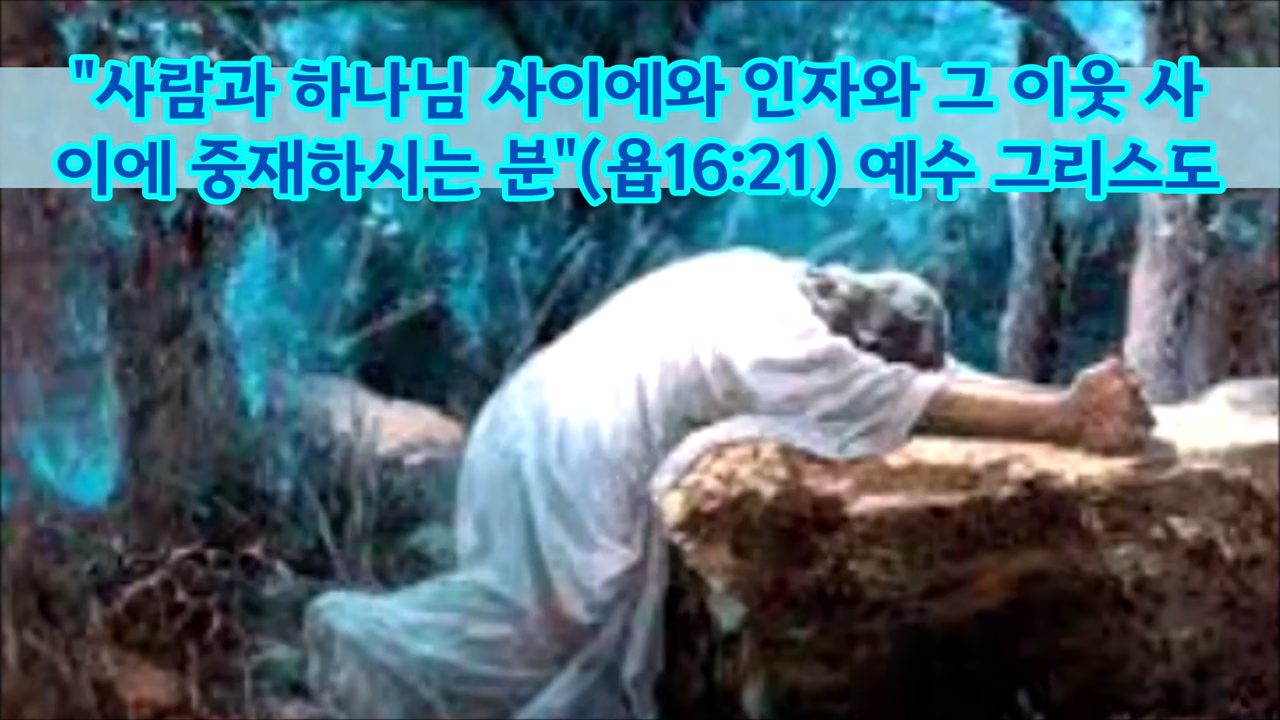 "사람과 하나님 사이에와 인자와 그 이웃 사
이에 중재하시는 분"(욥16:21) 예수 그리스도